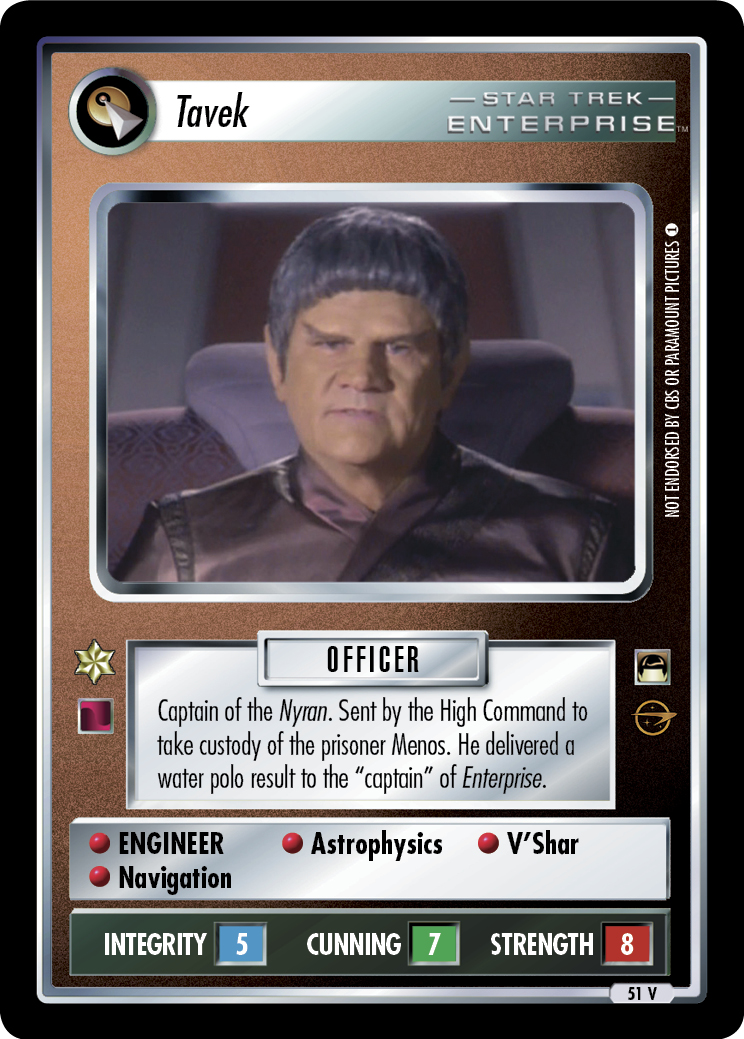 Tavek
STAR TREK
ENTERPRISE™
NOT ENDORSED BY CBS OR PARAMOUNT PICTURES 1
OFFICER
Captain of the Nyran. Sent by the High Command to
take custody of the prisoner Menos. He delivered a
water polo result to the “captain” of Enterprise.
ENGINEER Astrophysics V’Shar
Navigation
INTEGRITY 5 CUNNING 7 STRENGTH 8
51 V